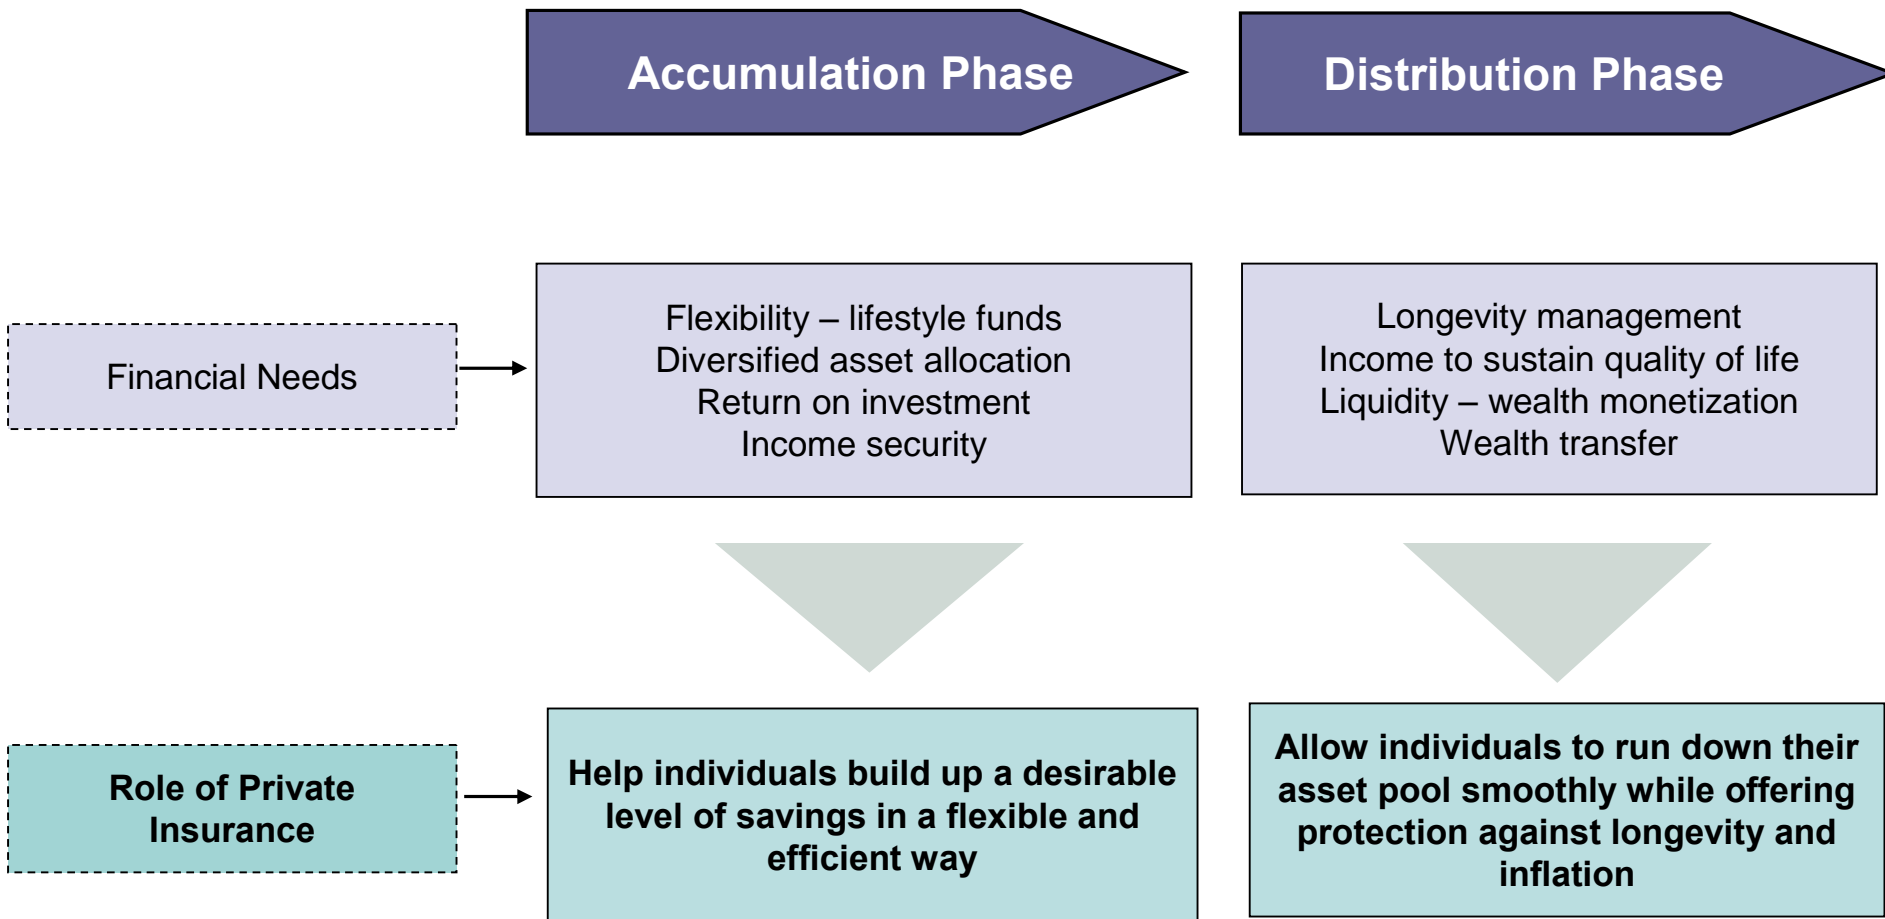 Accumulation Phase
Distribution Phase
Financial Needs
Flexibility – lifestyle funds
Diversified asset allocation
Return on investment
Income security
Longevity management
Income to sustain quality of life
Liquidity – wealth monetization
Wealth transfer
Role of Private
Insurance
Help individuals build up a desirable
level of savings in a flexible and
efficient way
Allow individuals to run down their
asset pool smoothly while offering
protection against longevity and
inflation